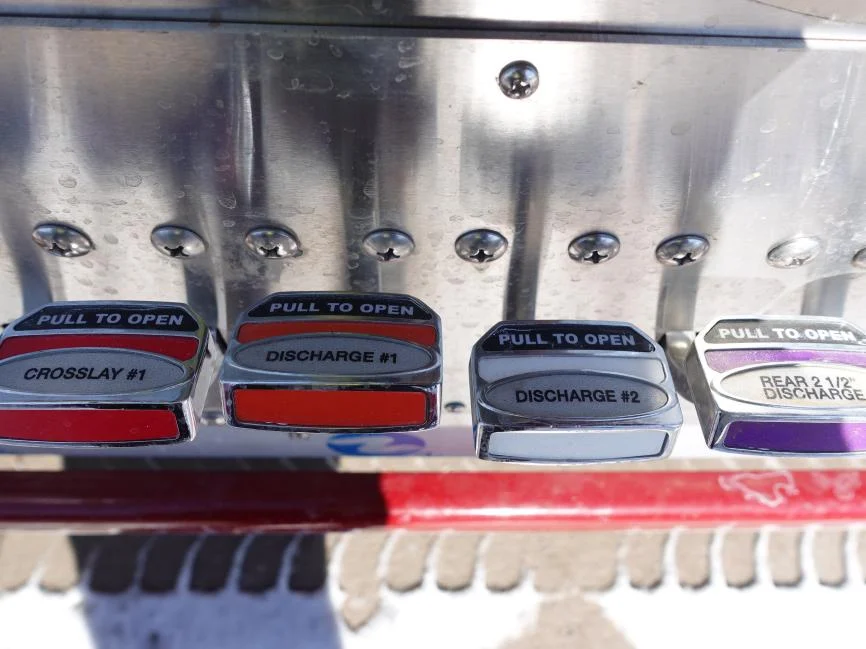 PULL TO OPEN
CROSSLAY #1
PULL TO OPEN
DISCHARGE #1
PULL TO OPEN
DISCHARGE #2
PULL TO OPEN
REAR 2 1/2"
DISCHARGE